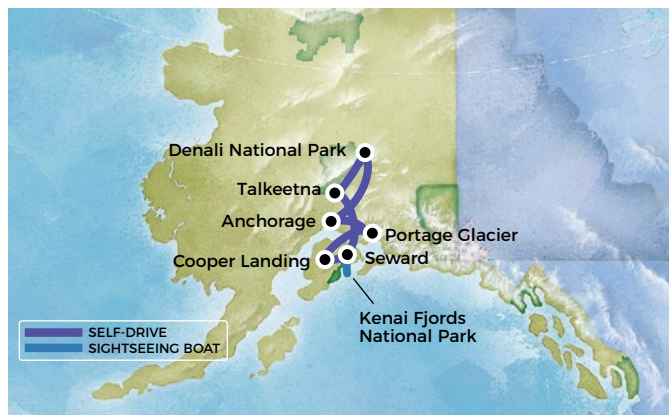 Denali National Park
Talkeetna
Anchorage
Portage Glacier
Cooper Landing
Seward
Kenai Fjords
National Park
SELF-DRIVE
SIGHTSEEING BOAT